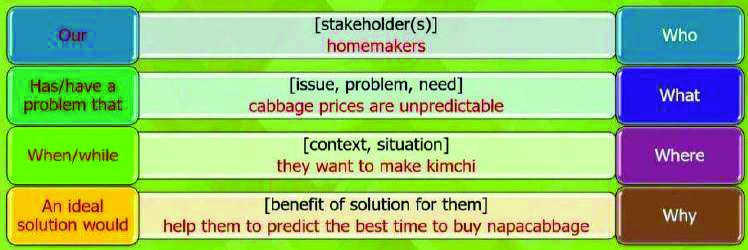 Our
[stakeholder(s)]
homemakers
Who
Has/have a
problem that
[issue, problem, need]
cabbage prices are unpredictable
What
When/while
[context, situation]
they want to make kimchi
Where
An ideal
solution would
[benefit of solution for them]
help them to predict the best time to buy napacabbage
Why